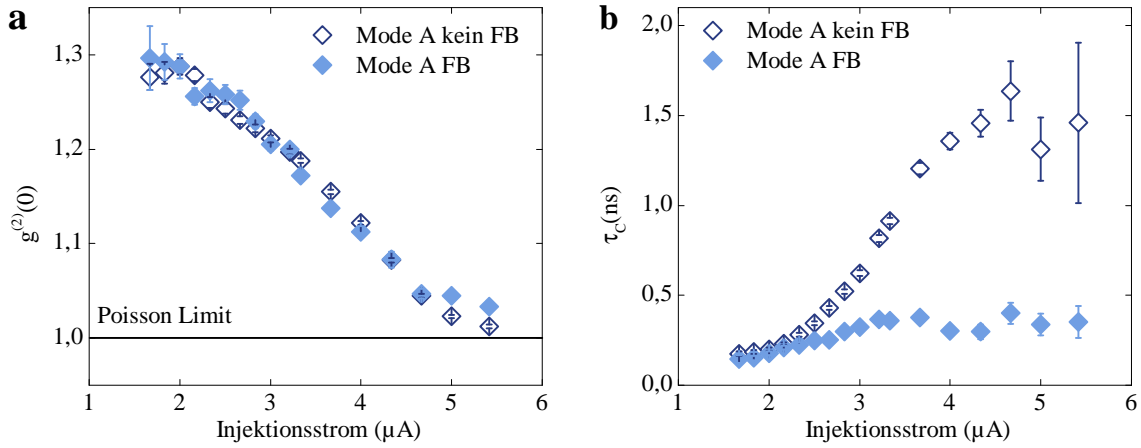 a
1,3
1,2
1,1
1,0
g(2)(0)
Mode A kein FB
Mode A FB
Poisson Limit
1 2 3 4 5 6
Injektionsstrom (µA)
b
2,0
1,5
1,0
0,5
0,0
τC(ns)
Mode A kein FB
Mode A FB
1 2 3 4 5 6
Injektionsstrom (µA)